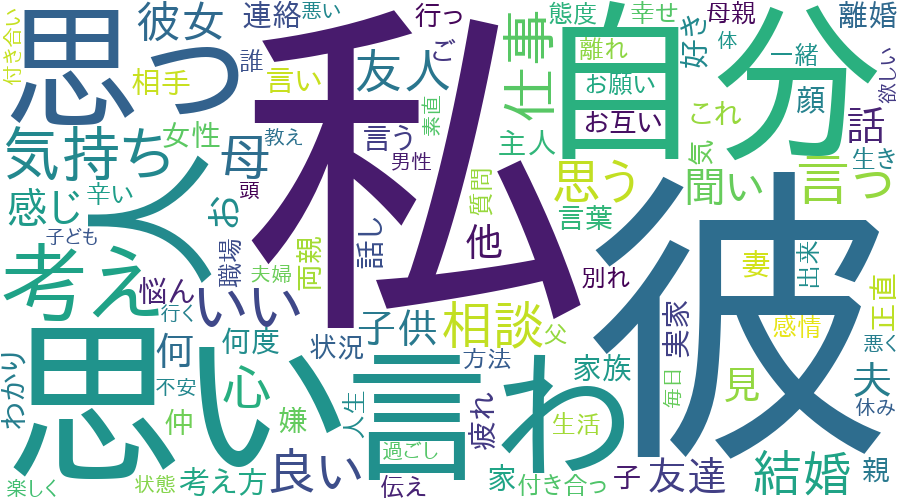 付き合い
思っ
彼女
連絡
悪い
誰
行っ
ご
態度
幸せ
母親
離婚
相手
言い
友人
私
仕事
離れ
お願い
好き
体
一緒
欲しい
自分
気持ち
女性
母
教え
言う
素直
男性
主人
お互い
これ
顔
話
気
生き
感じ
辛い
お
頭
質問
思う
聞い
言っ
子ども
く
職場
両親
話し
他
言葉
彼
考え
悩ん
夫婦
いい
行く
別れ
妻
出来
正直
思い
何
何度
子供
相談
父
実家
感情
悪く
わかり
不安
心
状況
言
わ
方法
家族
毎日
見
夫
休み
仲
嫌
人生
疲れ
生活
過ごし
楽しく
状態
考え方
良い
伝え
家
付き合っ
子
友達
結婚
親